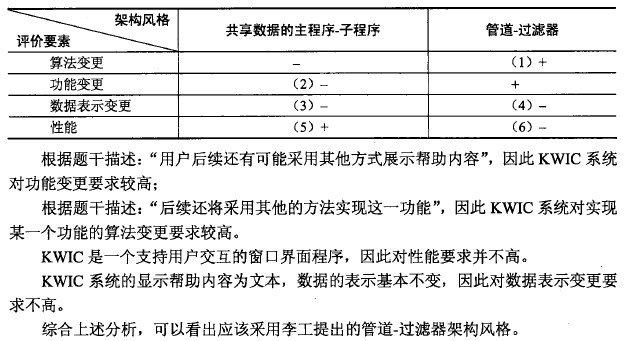 架构风格
评价要素
共享数据的主程序-子程序
管道-过滤器
算法变更 – （1）+
功能变更 （2）– +
数据表示变更 （3）– （4）–
性能 （5）+ （6）–
根据题干描述：“用户后续还有可能采用其他方式展示帮助内容”，因此 KWIC 系统
对功能变更要求较高；
根据题干描述：“后续还将采用其他的方法实现这一功能”，因此 KWIC 系统对实现
某一个功能的算法变更要求较高。
KWIC 是一个支持用户交互的窗口界面程序，因此对性能要求并不高。
KWIC 系统的显示帮助内容为文本，数据的表示基本不变，因此对数据表示变更要
求不高。
综合上述分析，可以看出应该采用李工提出的管道-过滤器架构风格。